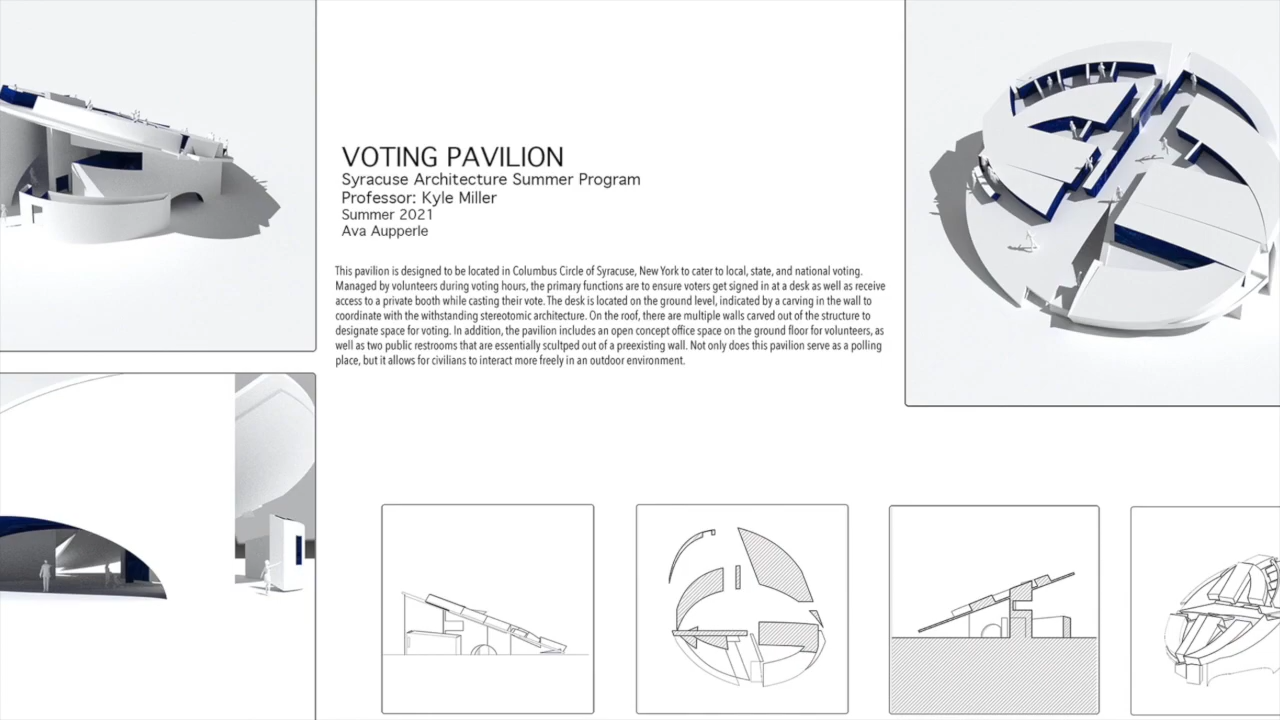 VOTING PAVILION
Syracuse Architecture Summer Program
Professor: Kyle Miller
Summer 2021
Ava Aupperle
This pavilion is designed to be located in Columbus Circle of Syracuse, New York to cater to local, state, and national voting.
Managed by volunteers during voting hours, the primary functions are to ensure voters get signed in at a desk as well as receive
access to a private booth while casting their vote. The desk is located on the ground level, indicated by a carving in the wall to
coordinate with the withstanding stereotomic architecture. On the roof, there are multiple walls carved out of the structure to
designate space for voting. In addition, the pavilion includes an open concept office space on the ground floor for volunteers, as
well as two public restrooms that are essentially scultped out of a preexisting wall. Not only does this pavilion serve as a polling
place, but it allows for civilians to interact more freely in an outdoor environment.